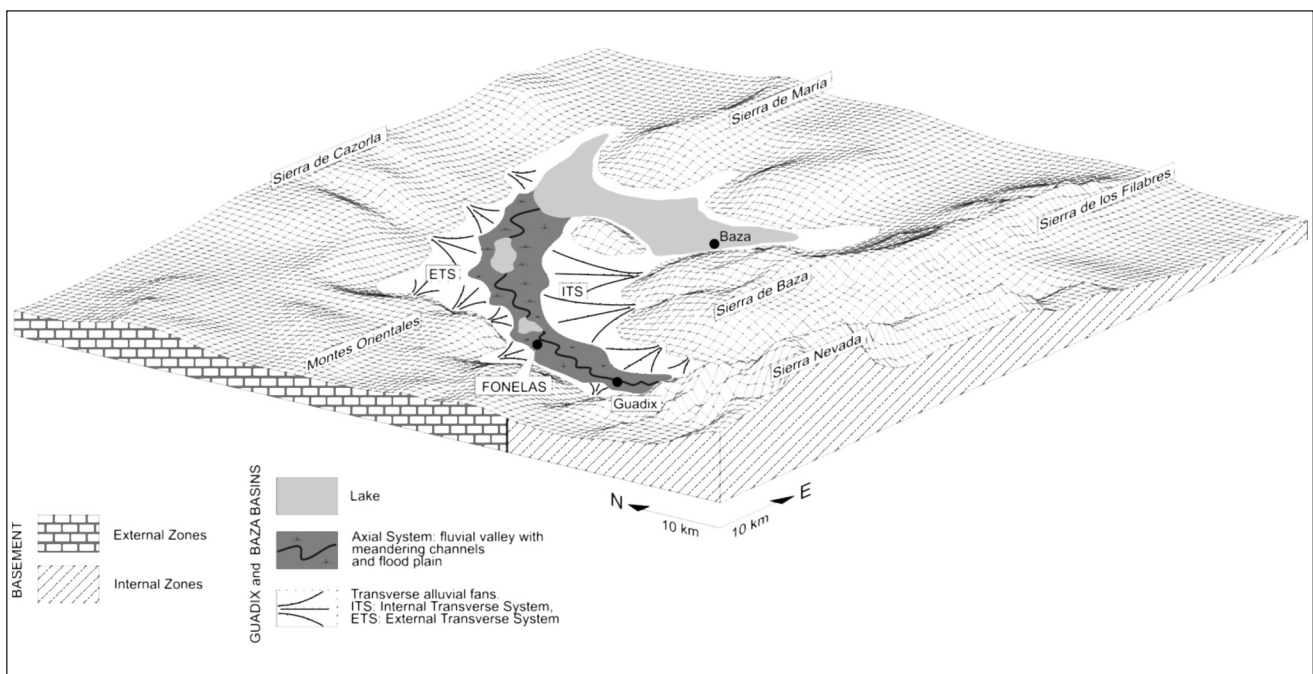 Sierra de María
Sierra de Cazorla
Sierra de los Filabres
Baza
ETS
ITS
Sierra de Baza
Montes Orientales
Sierra Nevada
FONELAS
Guadix
N
E
10 km
10 km
BASEMENT
External Zones
Internal Zones
GUADIX and BAZA BASINS
Lake
Axial System: fluvial valley with
meandering channels
and flood plain
Transverse alluvial fans.
ITS: Internal Transverse System,
ETS: External Transverse System